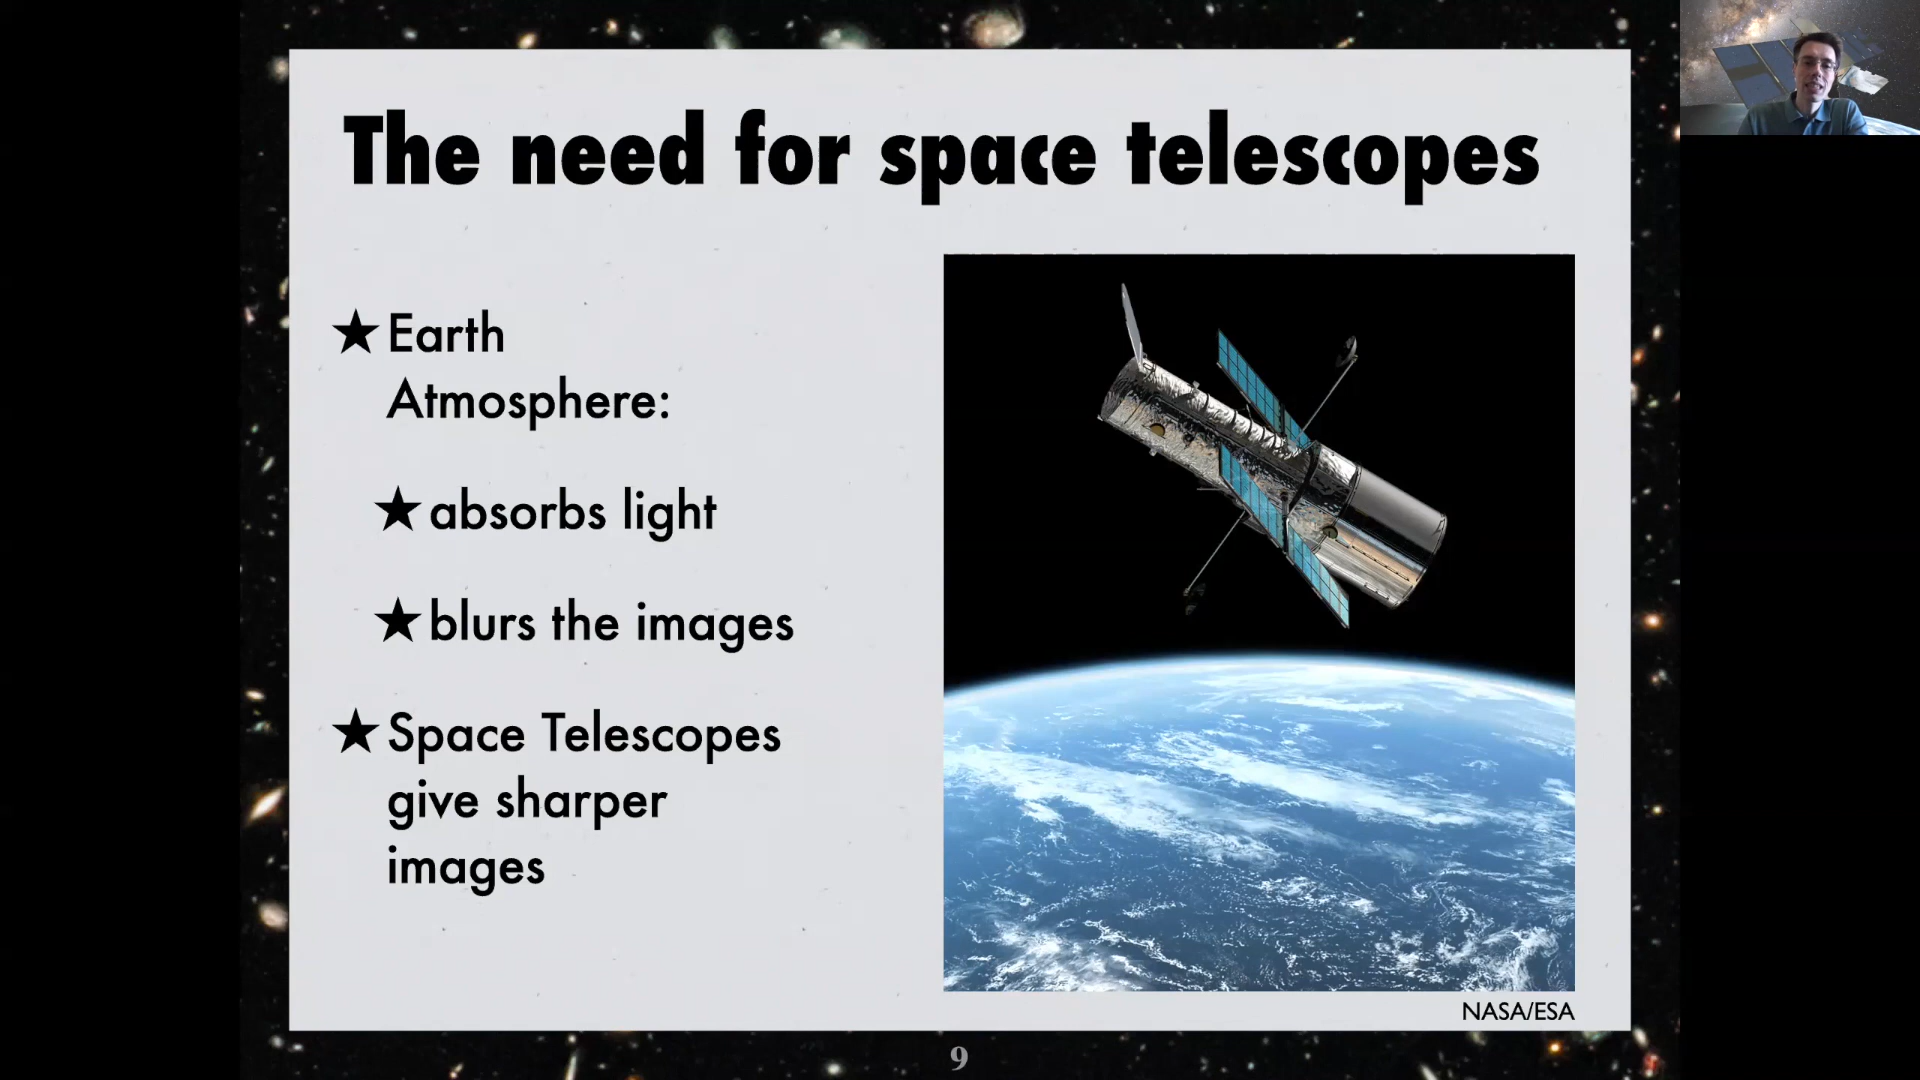 The need for space telescopes
★Earth
Atmosphere:
★absorbs light
★blurs the images
★Space Telescopes
give sharper
images
NASA/ESA
9